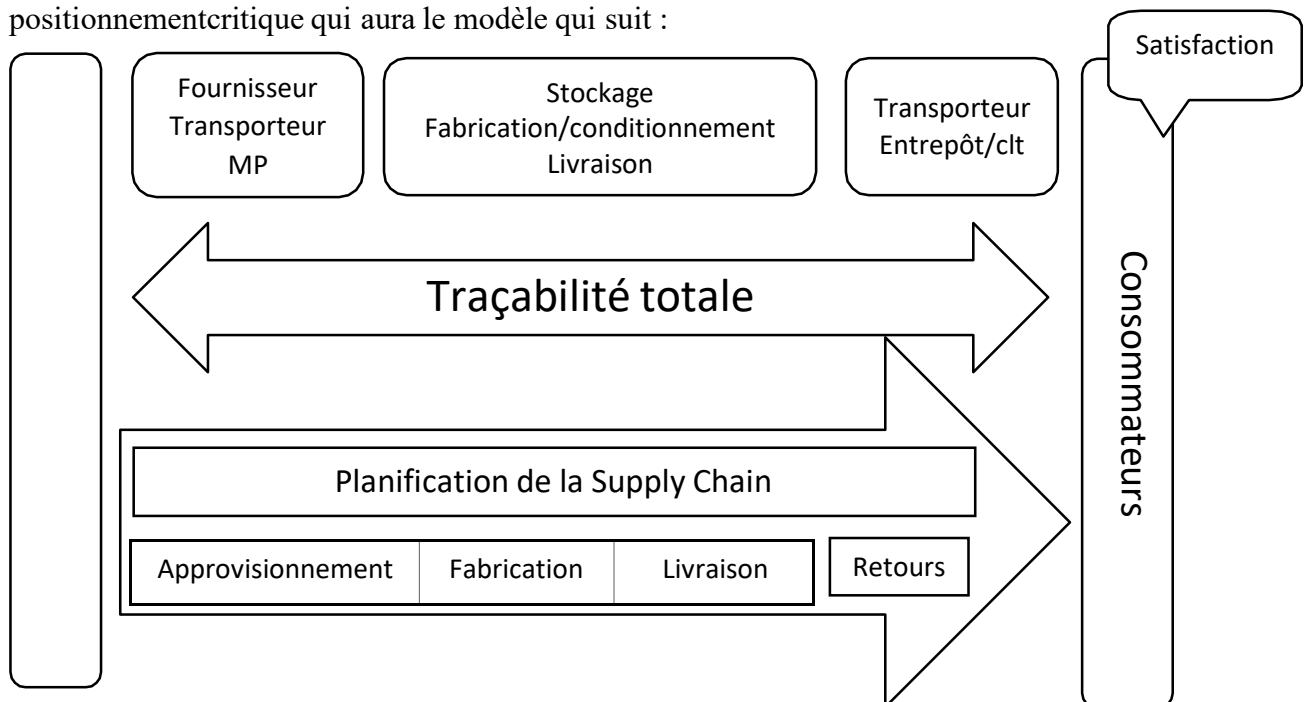 positionnementcritique qui aura le modèle qui suit :
Satisfaction
Fournisseur
Transporteur
MP
Stockage
Fabrication/conditionnement
Livraison
Transporteur
Entrepôt/clt
Traçabilité totale
Consommateurs
Planification de la Supply Chain
Approvisionnement
Fabrication
Livraison
Retours